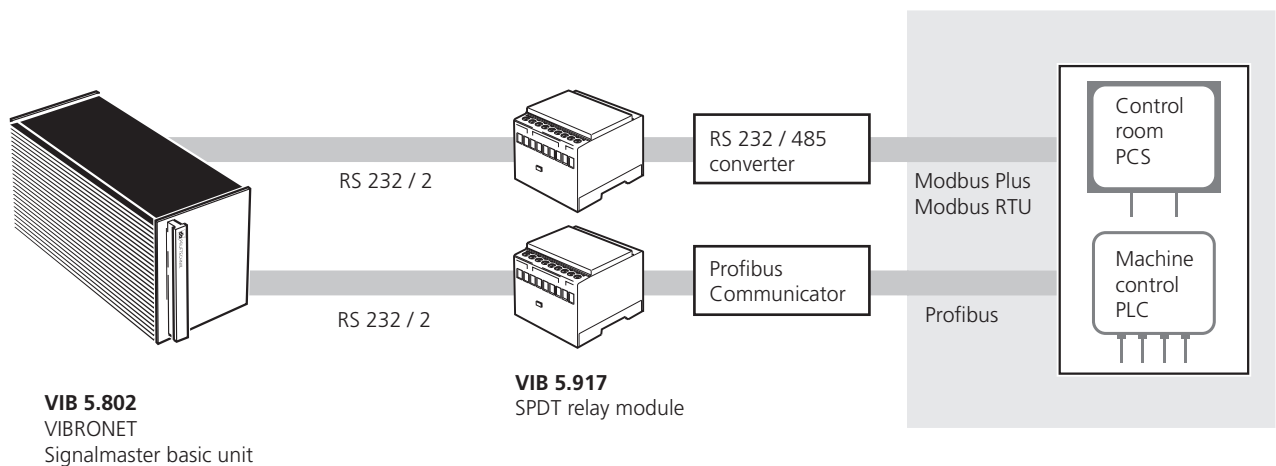 Control
room
PCS
RS 232 / 485
converter
RS 232 / 2
Modbus Plus
Modbus RTU
Machine
control
PLC
Profibus
Communicator
RS 232 / 2
Profibus
VIB 5.917
SPDT relay module
VIB 5.802
VIBRONET
Signalmaster basic unit